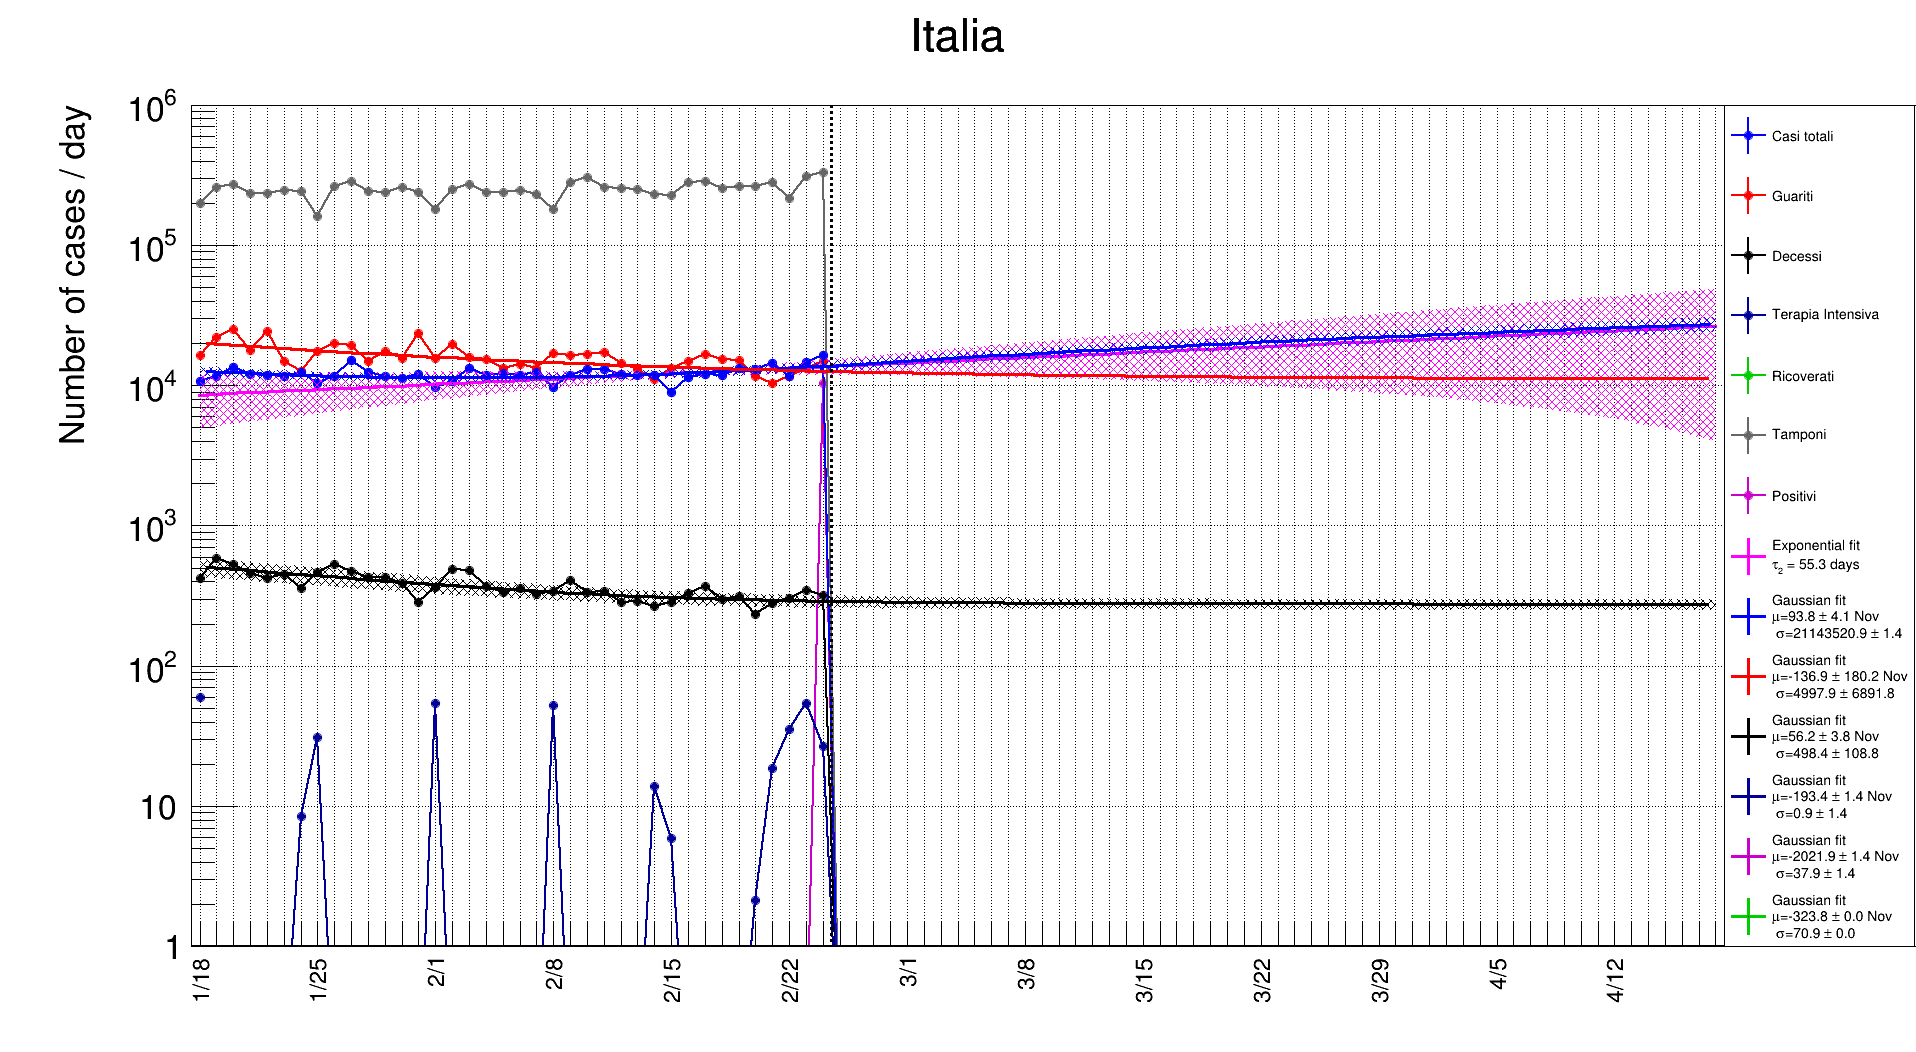 Italia
Number of cases / day
10^6
10^5
10^4
10^3
10^2
10
1
1/18
1/25
2/1
2/8
2/15
2/22
3/1
3/8
3/15
3/22
3/29
4/5
4/12
Casi totali
Guariti
Decessi
Terapia Intensiva
Ricoverati
Tamponi
Positivi
Exponential fit
τ₂ = 55.3 days
Gaussian fit
μ=93.8 ± 4.1 Nov
σ=21143520.9 ± 1.4
Gaussian fit
μ=-136.9 ± 180.2 Nov
σ=4997.9 ± 6891.8
Gaussian fit
μ=56.2 ± 3.8 Nov
σ=498.4 ± 108.8
Gaussian fit
μ=-193.4 ± 1.4 Nov
σ=0.9 ± 1.4
Gaussian fit
μ=-2021.9 ± 1.4 Nov
σ=37.9 ± 1.4
Gaussian fit
μ=-323.8 ± 0.0 Nov
σ=70.9 ± 0.0